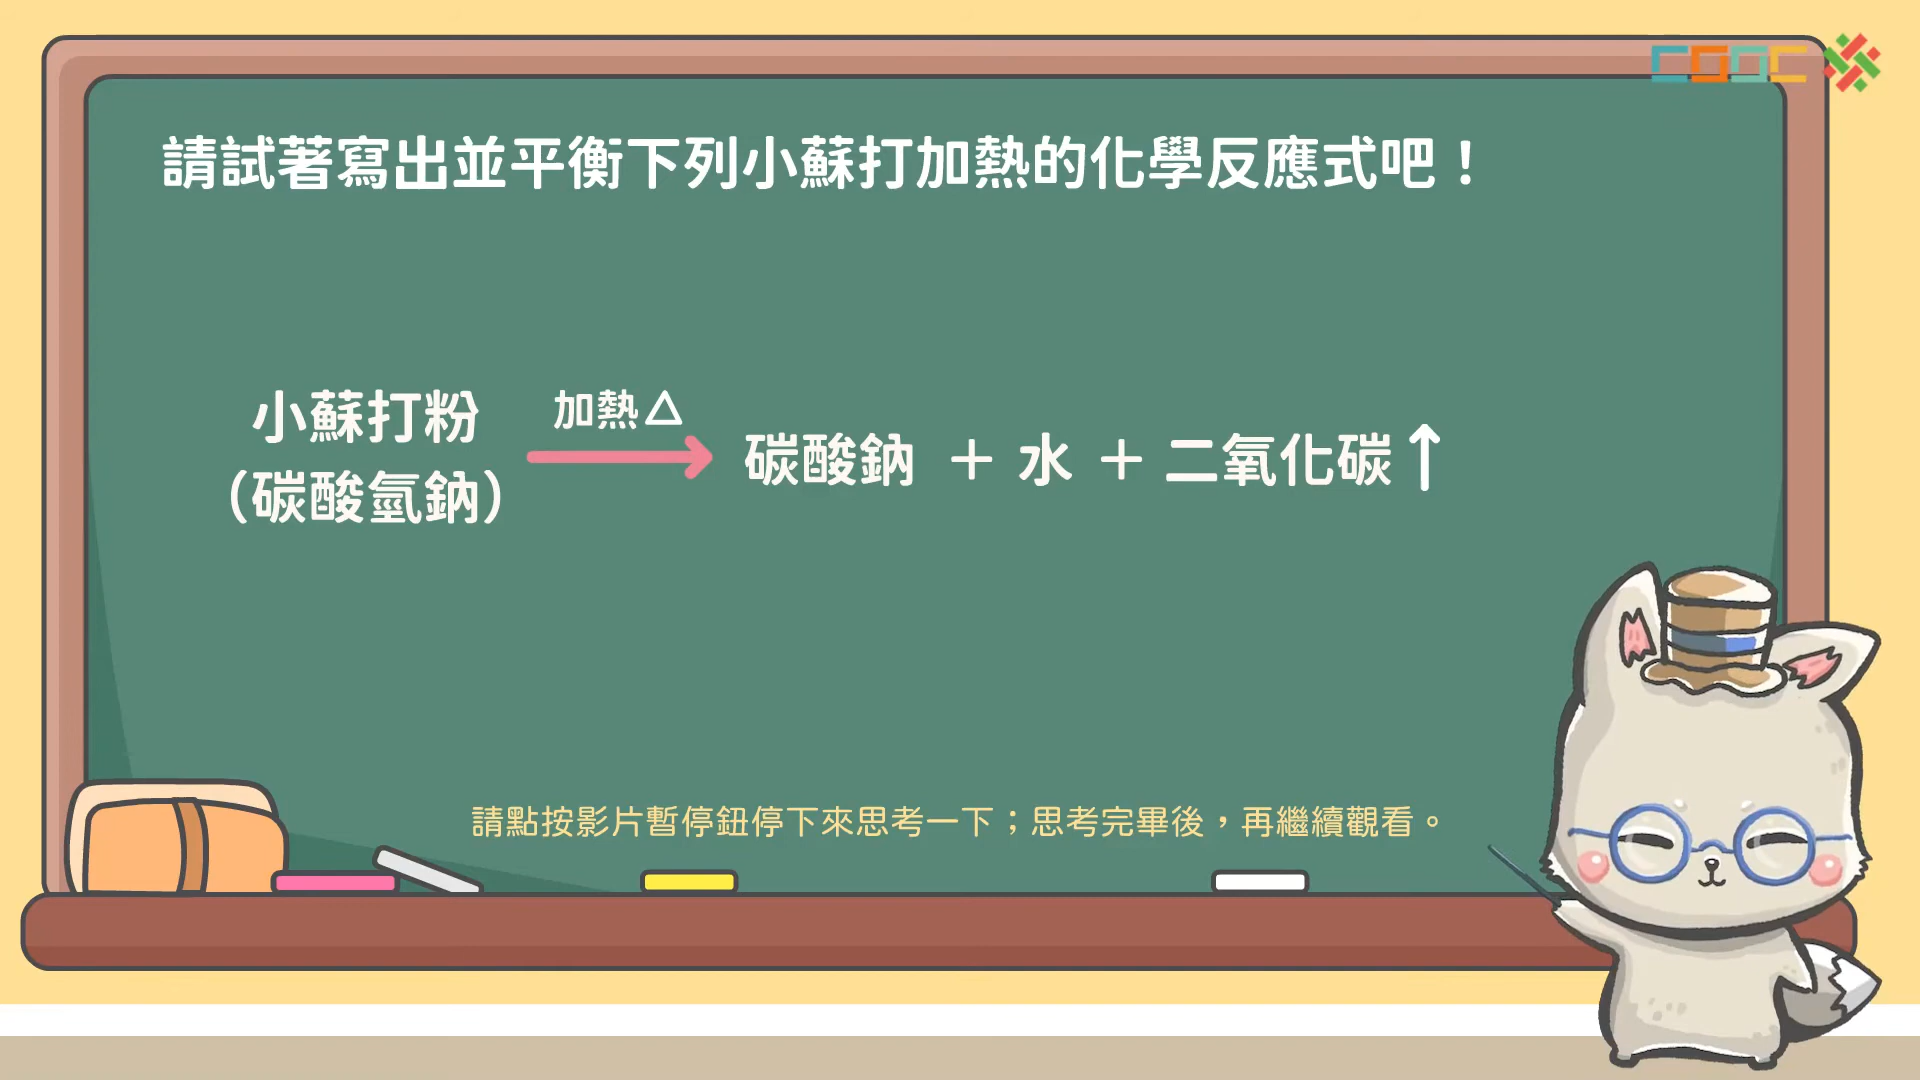 請試著寫出並平衡下列小蘇打加熱的化學反應式吧！
小蘇打粉
(碳酸氫鈉)
加熱△
碳酸鈉 + 水 + 二氧化碳↑
請點按影片暫停鈕停下來思考一下；思考完畢後，再繼續觀看。